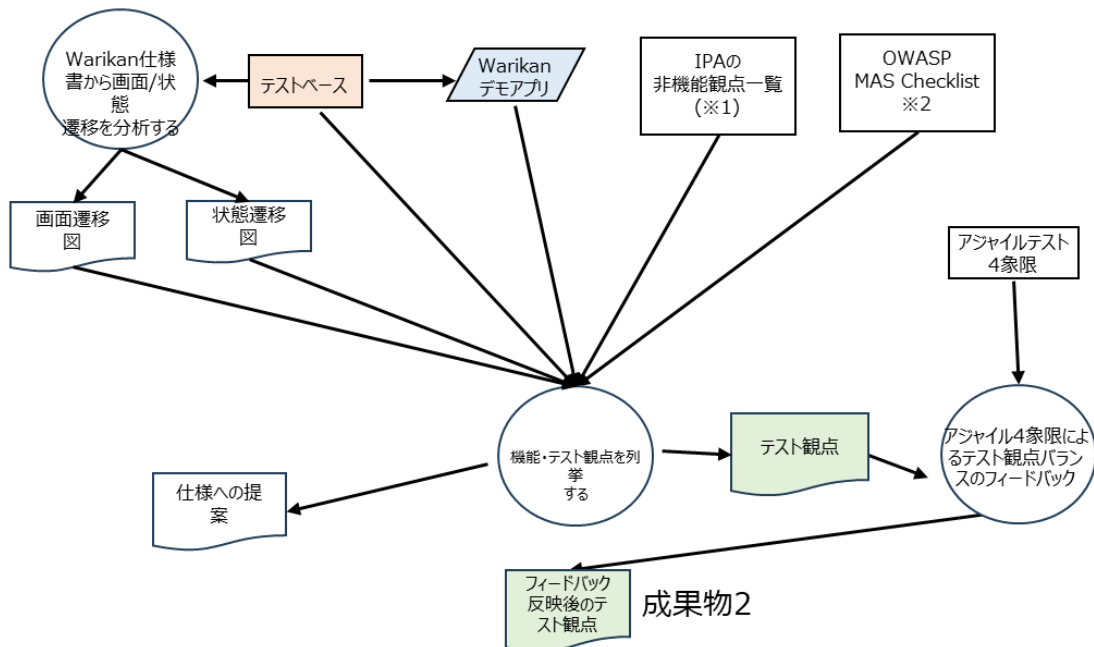 Warikan仕様
書から画面/状
態
遷移を分析する
テストベース
Warikan
デモアプリ
IPAの
非機能観点一覧
(※1)
OWASP
MAS Checklist
※2
画面遷移
図
状態遷移
図
アジャイルテスト
4象限
機能・テスト観点を列
挙
する
テスト観点
アジャイル4象限によ
るテスト観点バラン
スのフィードバック
仕様への提
案
フィードバック
反映後のテ
スト観点
成果物2